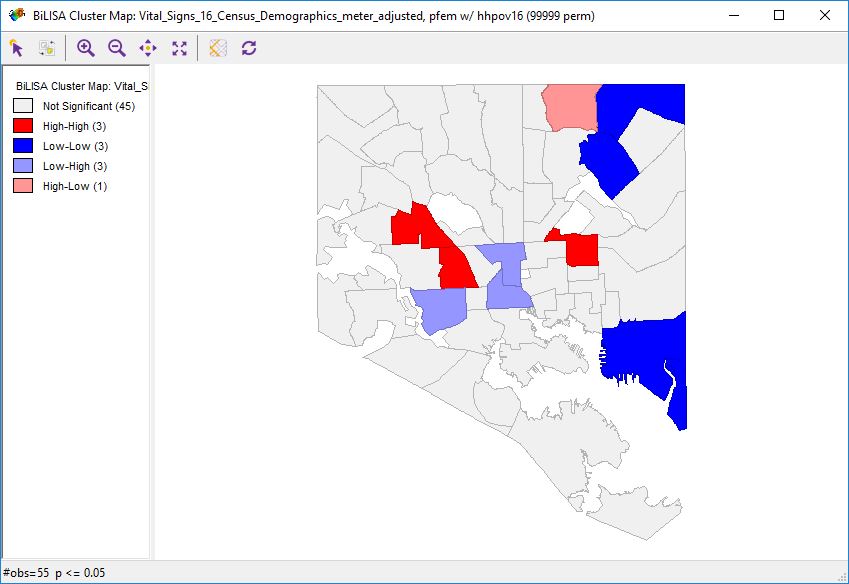 BiLISA Cluster Map: Vital_Signs_16_Census_Demographics_meter_adjusted, pfem w/ hhpov16 (99999 perm)
BiLISA Cluster Map: Vital_Si
Not Significant (45)
High-High (3)
Low-Low (3)
Low-High (3)
High-Low (1)
#obs=55 p <= 0.05